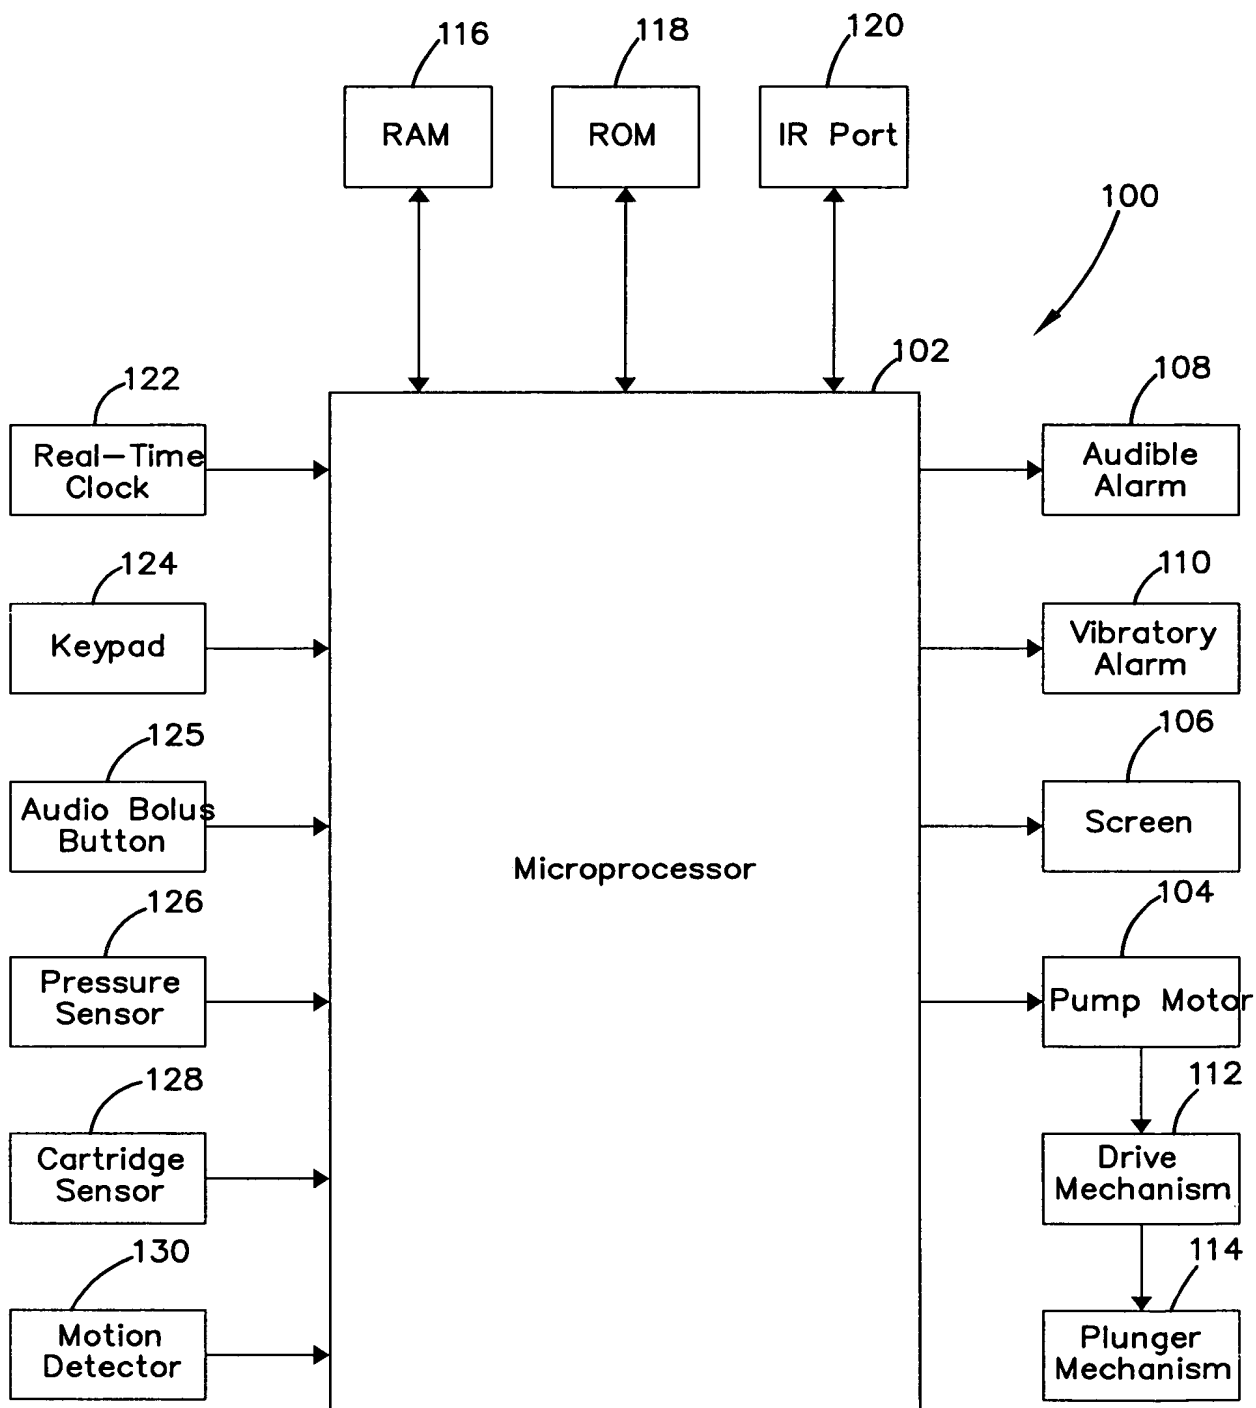 116
118
120
RAM
ROM
IR Port
100
102
122
Real-Time
Clock
108
Audible
Alarm
124
Keypad
110
Vibratory
Alarm
125
Audio Bolus
Button
106
Screen
Microprocessor
126
Pressure
Sensor
104
Pump Motor
128
Cartridge
Sensor
112
Drive
Mechanism
130
Motion
Detector
114
Plunger
Mechanism